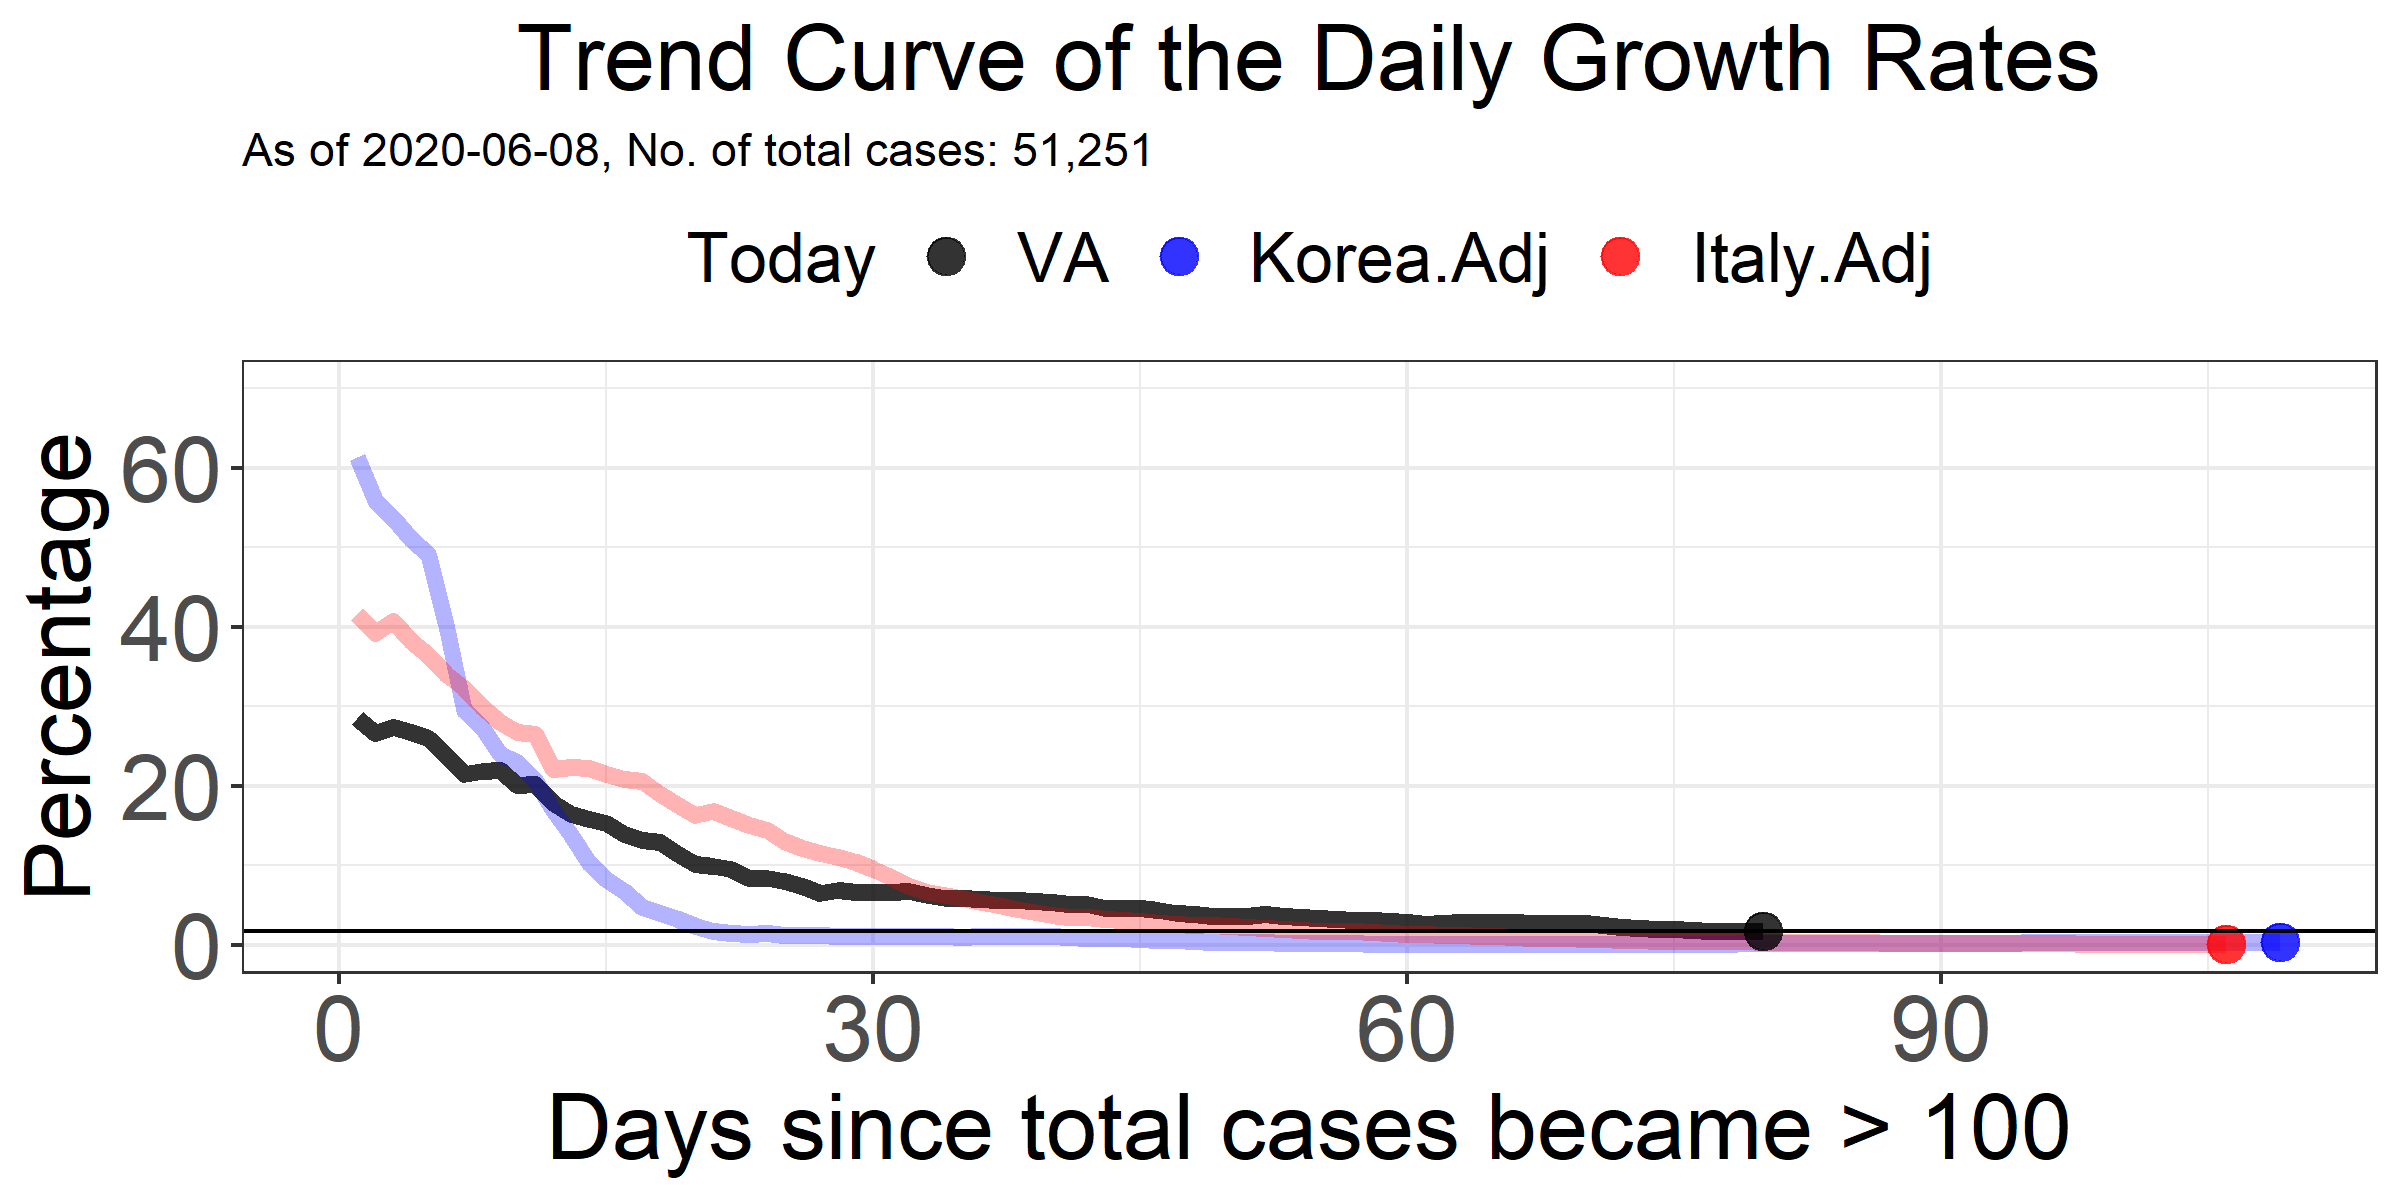 Trend Curve of the Daily Growth Rates
As of 2020-06-08, No. of total cases: 51,251
Today VA Korea.Adj Italy.Adj
Percentage
60
40
20
0
0 30 60 90
Days since total cases became > 100